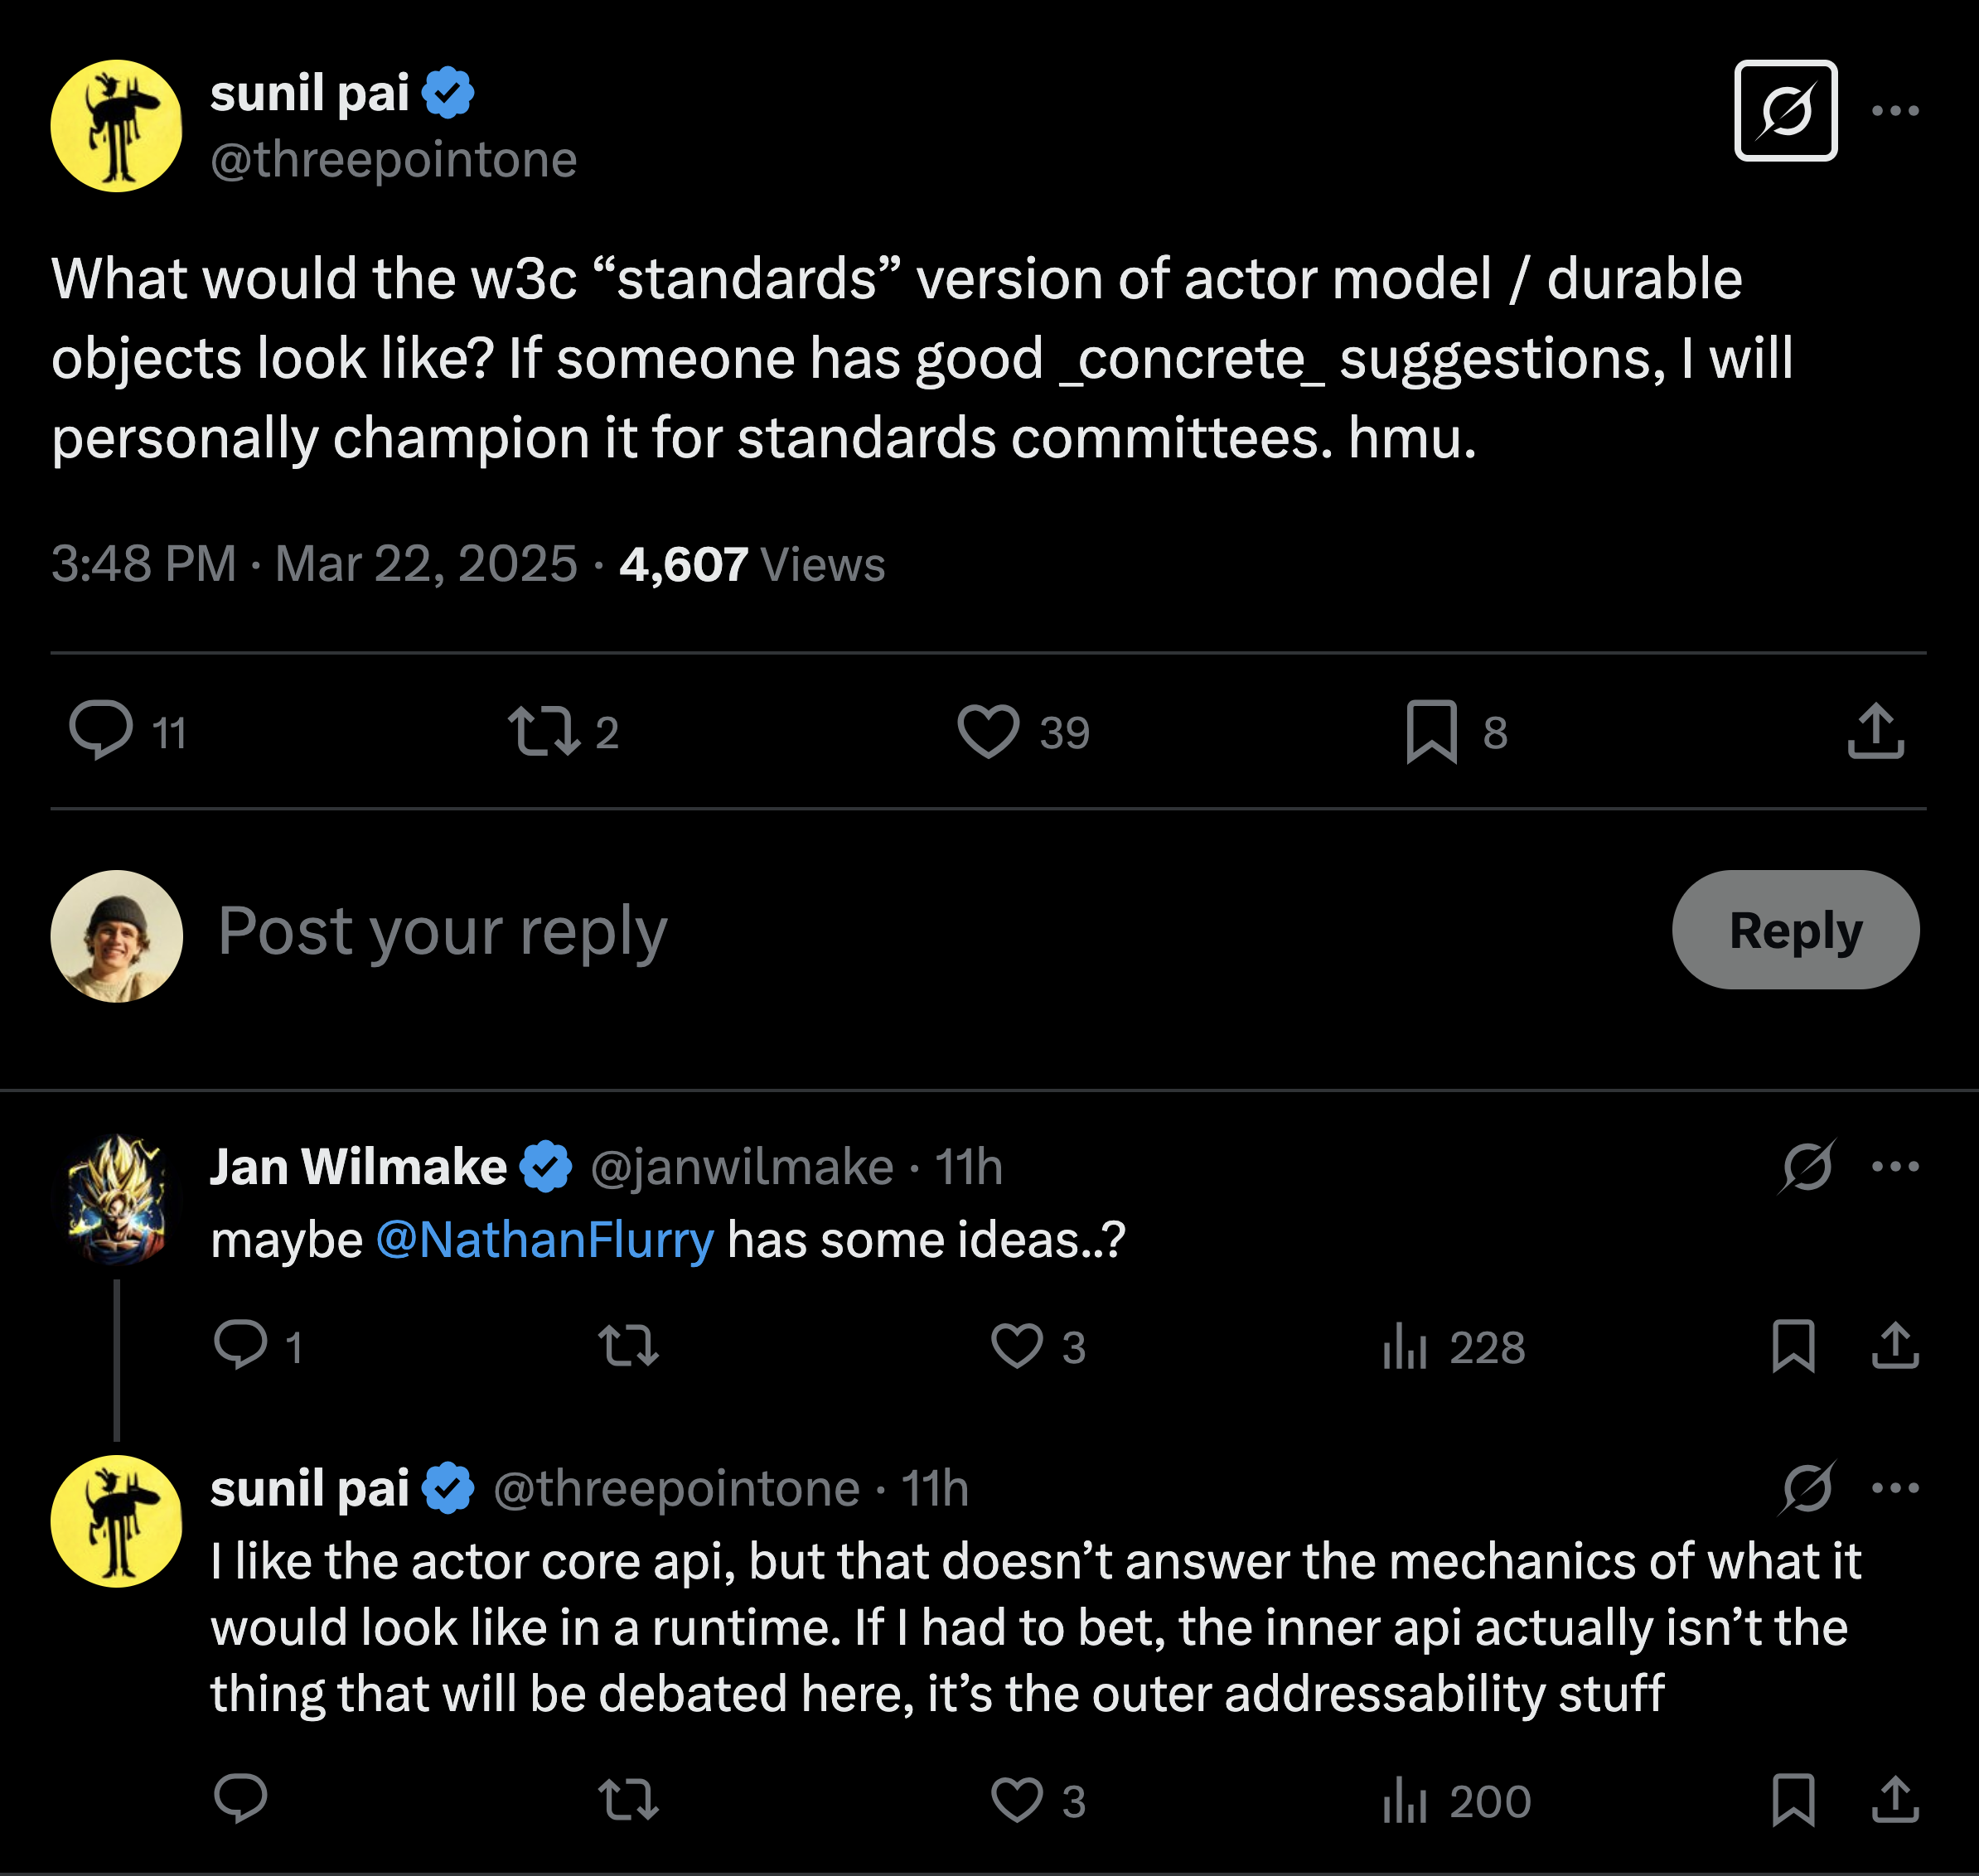 sunil pai
@threepointone
What would the w3c “standards” version of actor model / durable
objects look like? If someone has good _concrete_ suggestions, I will
personally champion it for standards committees. hmu.
3:48 PM · Mar 22, 2025 · 4,607 Views
11 2 39 8
Post your reply
Reply
Jan Wilmake @janwilmake · 11h
maybe @NathanFlurry has some ideas..?
1 3 228
sunil pai @threepointone · 11h
I like the actor core api, but that doesn’t answer the mechanics of what it
would look like in a runtime. If I had to bet, the inner api actually isn’t the
thing that will be debated here, it’s the outer addressability stuff
3 200